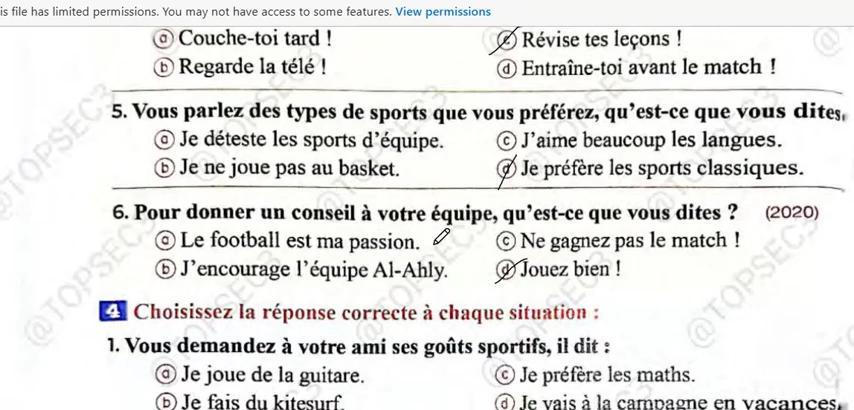 is file has limited permissions. You may not have access to some features. View permissions
ⓐ Couche-toi tard !
ⓒ Révise tes leçons !
ⓑ Regarde la télé !
ⓓ Entraîne-toi avant le match !
5. Vous parlez des types de sports que vous préférez, qu'est-ce que vous dites,
ⓐ Je déteste les sports d'équipe.
ⓒ J'aime beaucoup les langues.
ⓑ Je ne joue pas au basket.
ⓓ Je préfère les sports classiques.
6. Pour donner un conseil à votre équipe, qu'est-ce que vous dites ? (2020)
ⓐ Le football est ma passion.
ⓒ Ne gagnez pas le match !
ⓑ J'encourage l'équipe Al-Ahly.
ⓓ Jouez bien !
4 Choisissez la réponse correcte à chaque situation :
1. Vous demandez à votre ami ses goûts sportifs, il dit :
ⓐ Je joue de la guitare.
ⓒ Je préfère les maths.
ⓑ Je fais du kitesurf.
ⓓ Je vais à la campagne en vacances.
@TOPSEC3
@TOPSEC3
@TOPSEC3
@TOPSEC3